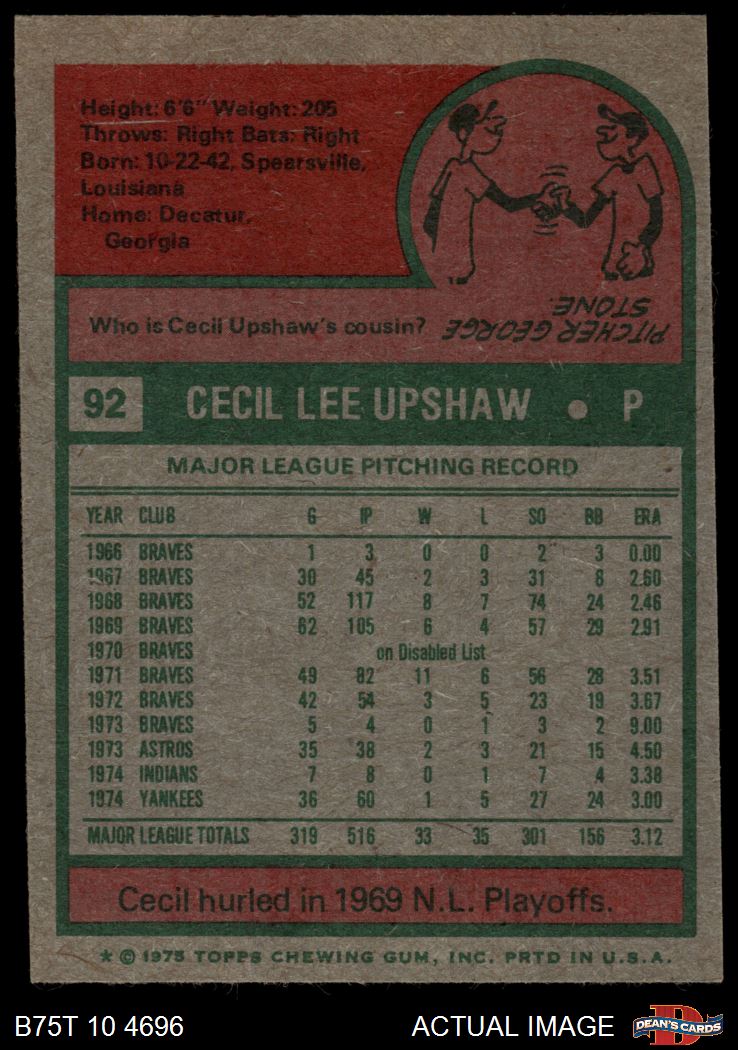 Height: 6'6" Weight: 205
Throws: Right Bats: Right
Born: 10-22-42, Spearsville,
Louisiana
Home: Decatur,
Georgia
Who is Cecil Upshaw's cousin?
PITCHER GEORGE
STONE.
92 CECIL LEE UPSHAW • P
MAJOR LEAGUE PITCHING RECORD
YEAR CLUB G IP W L SO BB ERA
1966 BRAVES 1 3 0 0 2 3 0.00
1967 BRAVES 30 45 2 3 31 8 2.60
1968 BRAVES 52 117 8 7 74 24 2.46
1969 BRAVES 62 105 6 4 57 29 2.91
1970 BRAVES on Disabled List
1971 BRAVES 49 82 11 6 56 28 3.51
1972 BRAVES 42 54 3 5 23 19 3.67
1973 BRAVES 5 4 0 1 3 2 9.00
1973 ASTROS 35 38 2 3 21 15 4.50
1974 INDIANS 7 8 0 1 7 4 3.38
1974 YANKEES 36 60 1 5 27 24 3.00
MAJOR LEAGUE TOTALS 319 516 33 35 301 156 3.12
Cecil hurled in 1969 N.L. Playoffs.
* © 1975 TOPPS CHEWING GUM, INC. PRTD IN U.S.A.
B75T 10 4696 ACTUAL IMAGE DEAN'S CARDS